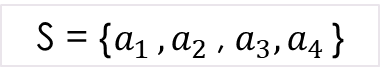 S = {a₁ , a₂ , a₃, a₄ }